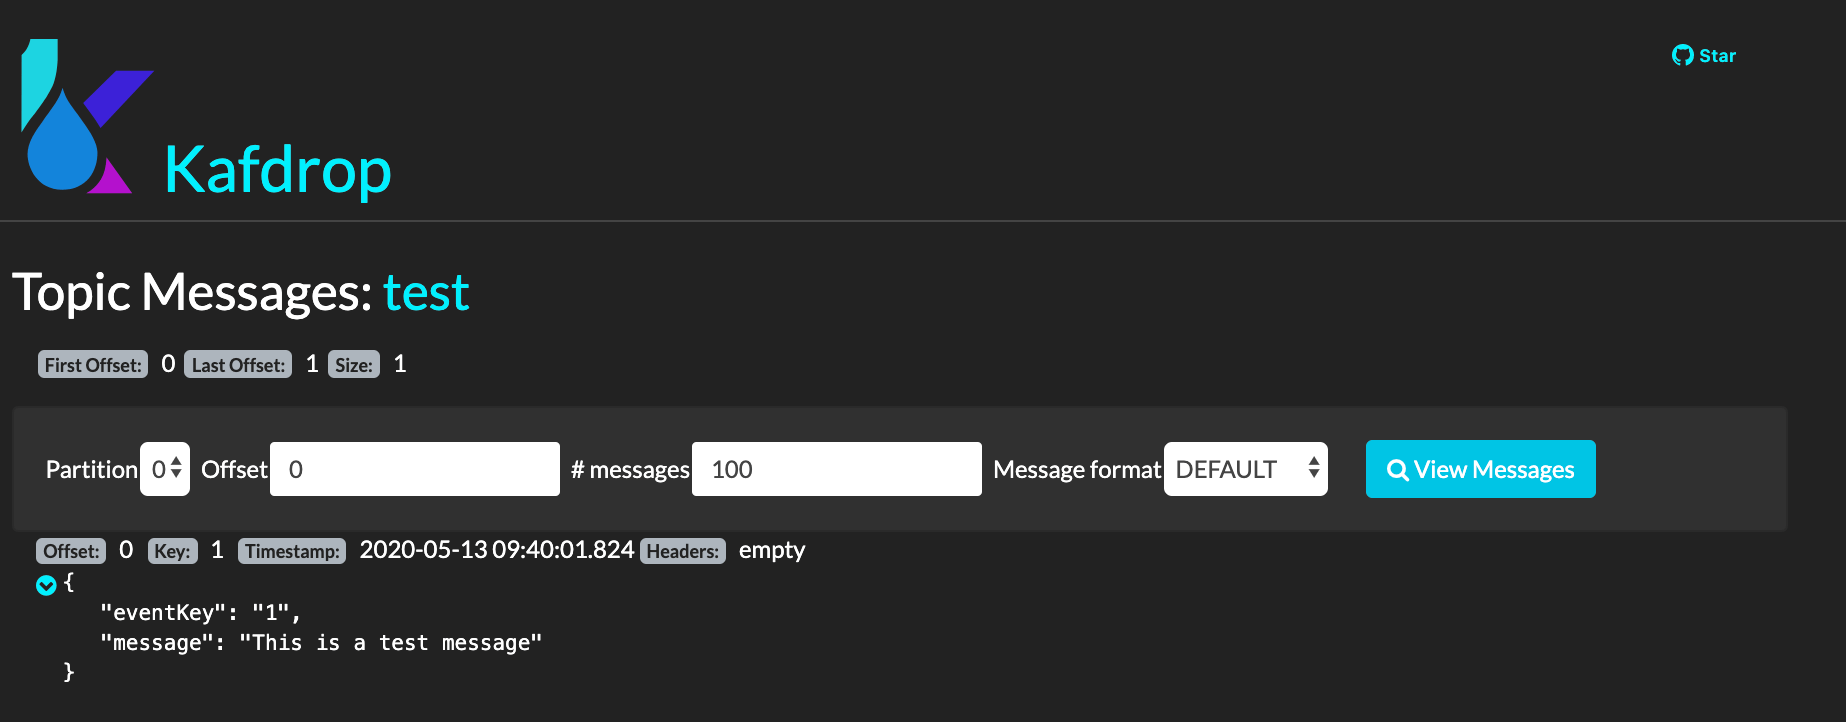 Star
Kafdrop
Topic Messages: test
First Offset: 0 Last Offset: 1 Size: 1
Partition 0 Offset 0 # messages 100 Message format DEFAULT View Messages
Offset: 0 Key: 1 Timestamp: 2020-05-13 09:40:01.824 Headers: empty
{
"eventKey": "1",
"message": "This is a test message"
}